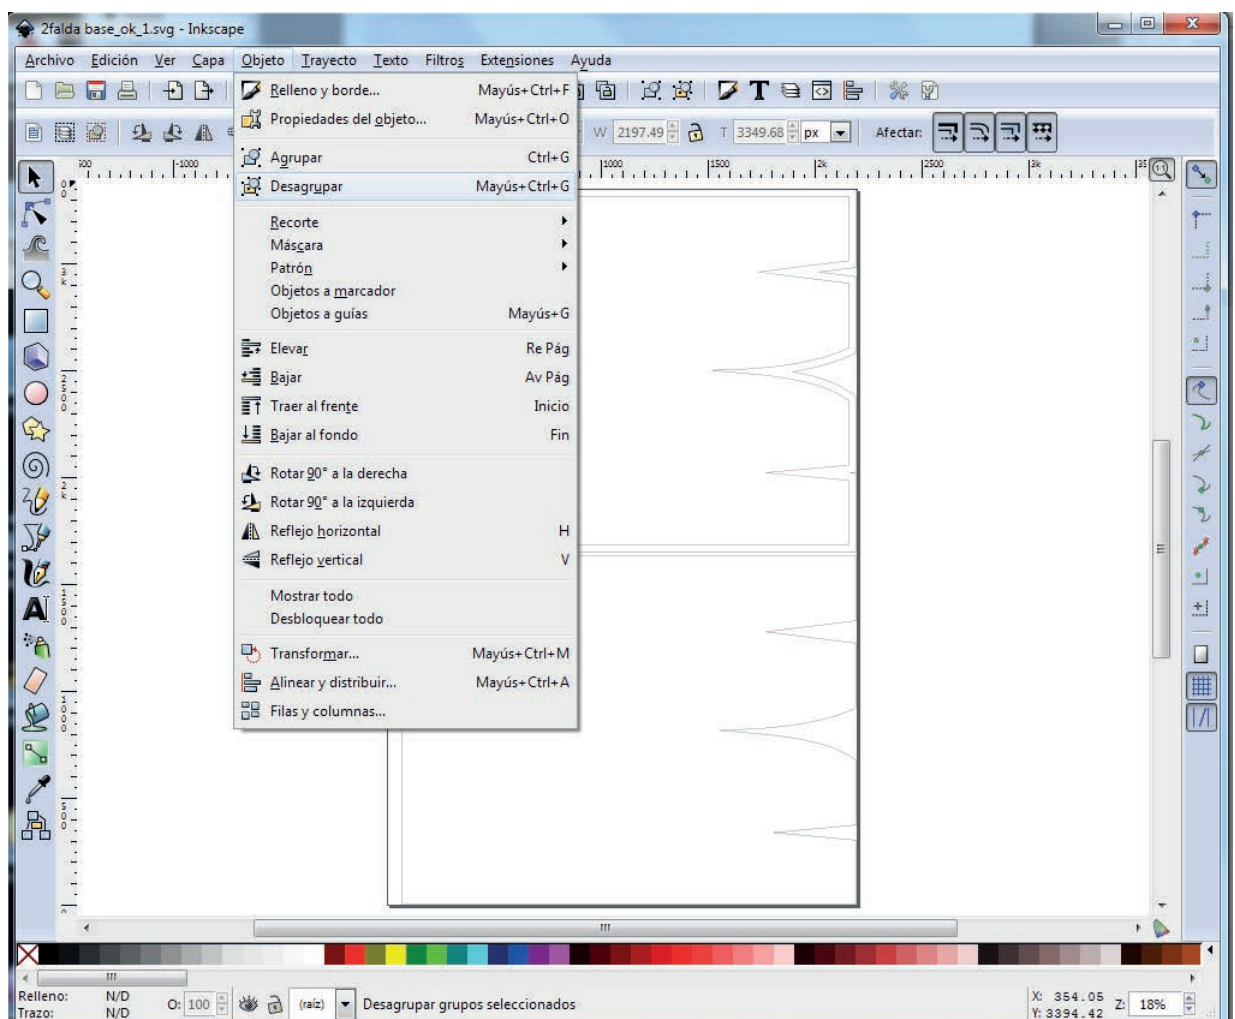 2falda base_ok_1.svg - Inkscape
Archivo Edición Ver Capa Objeto Trayecto Texto Filtros Extensiones Ayuda
Relleno y borde... Mayús+Ctrl+F
Propiedades del objeto... Mayús+Ctrl+O
W 2197.49 T 3349.68 px Afectar:
Agrupar Ctrl+G
500 -1000 1000 1500 2k 2500 3k 35
Desagrupar Mayús+Ctrl+G
Recorte
Máscara
Patrón
Objetos a marcador
Objetos a guías Mayús+G
Elevar Re Pág
Bajar Av Pág
Traer al frente Inicio
Bajar al fondo Fin
Rotar 90° a la derecha
Rotar 90° a la izquierda
Reflejo horizontal H
Reflejo vertical V
Mostrar todo
Desbloquear todo
Transformar... Mayús+Ctrl+M
Alinear y distribuir... Mayús+Ctrl+A
Filas y columnas...
Relleno: N/D
Trazo: N/D
O: 100 (raíz) Desagrupar grupos seleccionados
X: 354.05
Y: 3394.42
Z: 18%